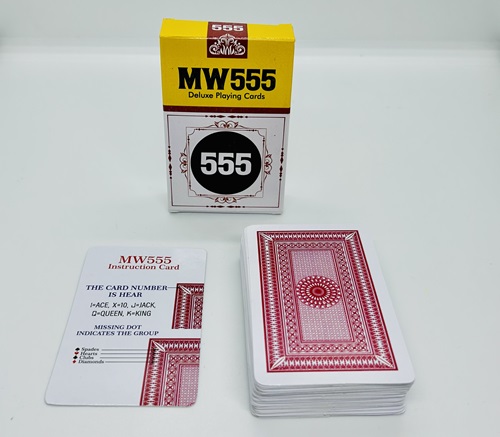 555
MW555
Deluxe Playing Cards
555
MW555
Instruction Card
THE CARD NUMBER
IS HEAR
I=ACE, X=10, J=JACK,
Q=QUEEN, K=KING
MISSING DOT
INDICATES THE GROUP
Spades
Hearts
Clubs
Diamonds